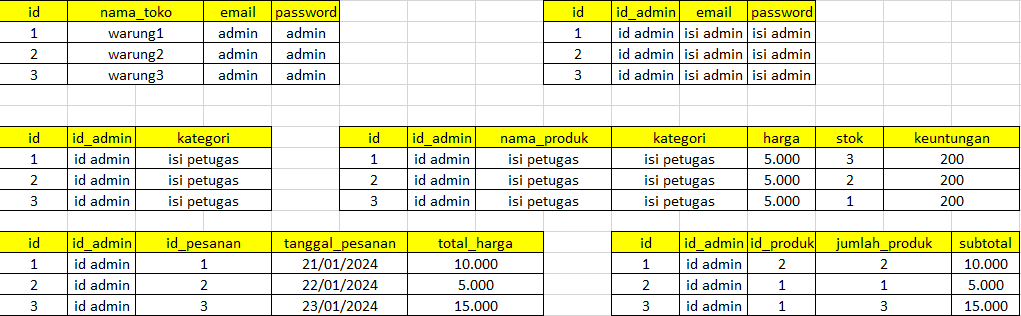 id nama_toko email password id id_admin email password
1 warung1 admin admin 1 id admin isi admin isi admin
2 warung2 admin admin 2 id admin isi admin isi admin
3 warung3 admin admin 3 id admin isi admin isi admin
id id_admin kategori id id_admin nama_produk kategori harga stok keuntungan
1 id admin isi petugas 1 id admin isi petugas isi petugas 5.000 3 200
2 id admin isi petugas 2 id admin isi petugas isi petugas 5.000 2 200
3 id admin isi petugas 3 id admin isi petugas isi petugas 5.000 1 200
id id_admin id_pesanan tanggal_pesanan total_harga id id_admin id_produk jumlah_produk subtotal
1 id admin 1 21/01/2024 10.000 1 id admin 2 2 10.000
2 id admin 2 22/01/2024 5.000 2 id admin 1 1 5.000
3 id admin 3 23/01/2024 15.000 3 id admin 1 3 15.000